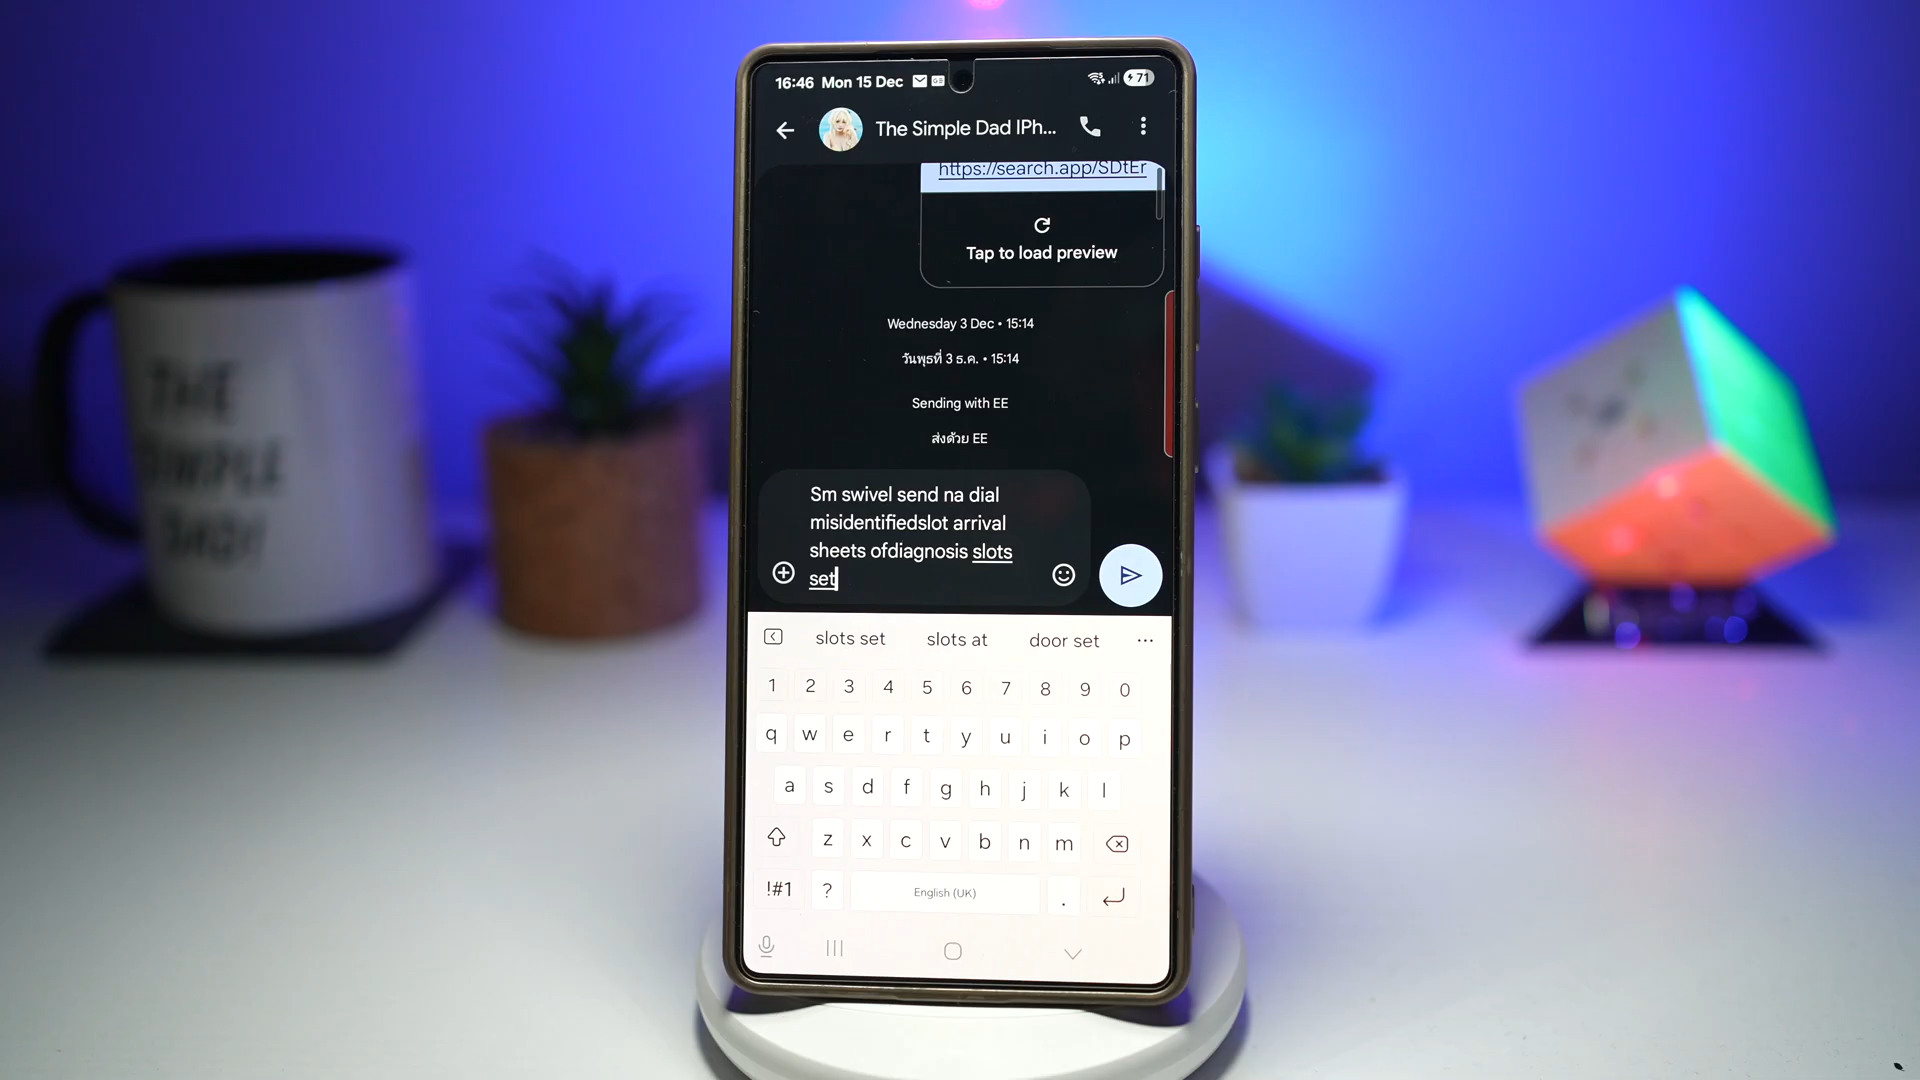 16:46 Mon 15 Dec
71
The Simple Dad IPh...
https://search.app/SDtEr
Tap to load preview
Wednesday 3 Dec • 15:14
วันพุธที่ 3 ธ.ค. • 15:14
Sending with EE
ส่งด้วย EE
Sm swivel send na dial
misidentifiedslot arrival
sheets ofdiagnosis slots
set
slots set slots at door set ...
1 2 3 4 5 6 7 8 9 0
q w e r t y u i o p
a s d f g h j k l
z x c v b n m
!#1 ? English (UK) .
THE
SIMPLE
DAD!